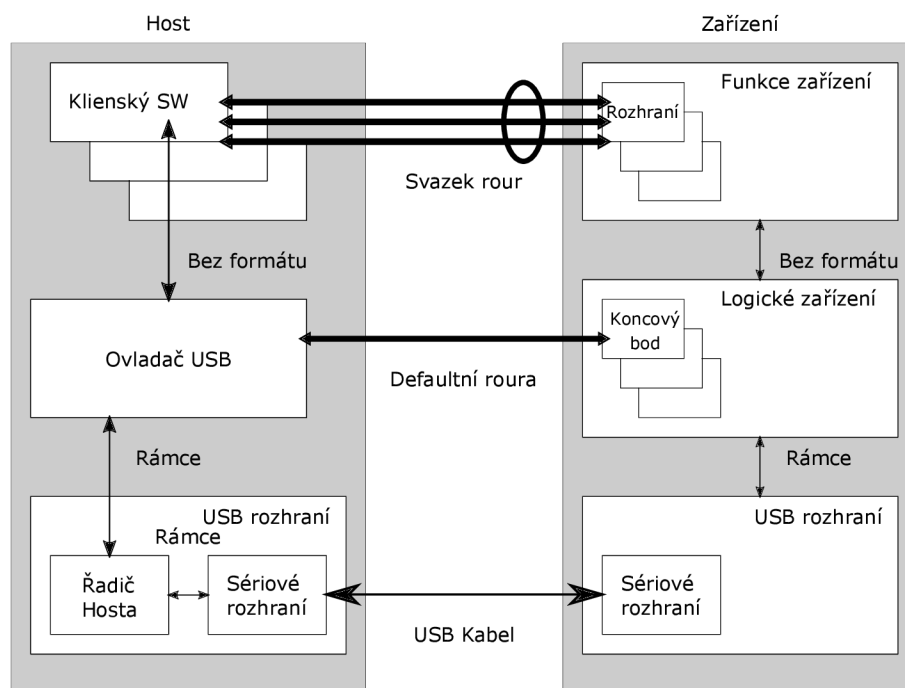 Host
Zařízení
Klienský SW
Rozhraní
Funkce zařízení
Svazek rour
Bez formátu
Bez formátu
Ovladač USB
Koncový
bod
Logické zařízení
Defaultní roura
Rámce
Rámce
USB rozhraní
Rámce
Řadič
Hosta
Sériové
rozhraní
USB Kabel
USB rozhraní
Sériové
rozhraní